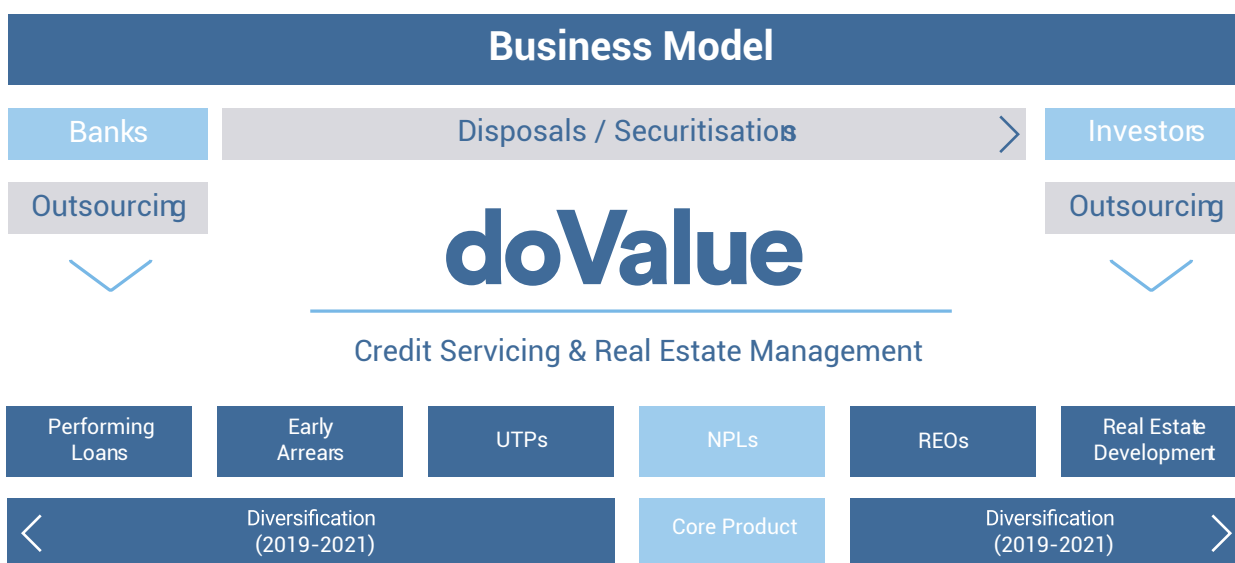 Business Model
Banks
Disposals / Securitisations
Investors
Outsourcing
Outsourcing
doValue
Credit Servicing & Real Estate Management
Performing
Loans
Early
Arrears
UTPs
NPLs
REOs
Real Estate
Development
Diversification
(2019-2021)
Core Product
Diversification
(2019-2021)